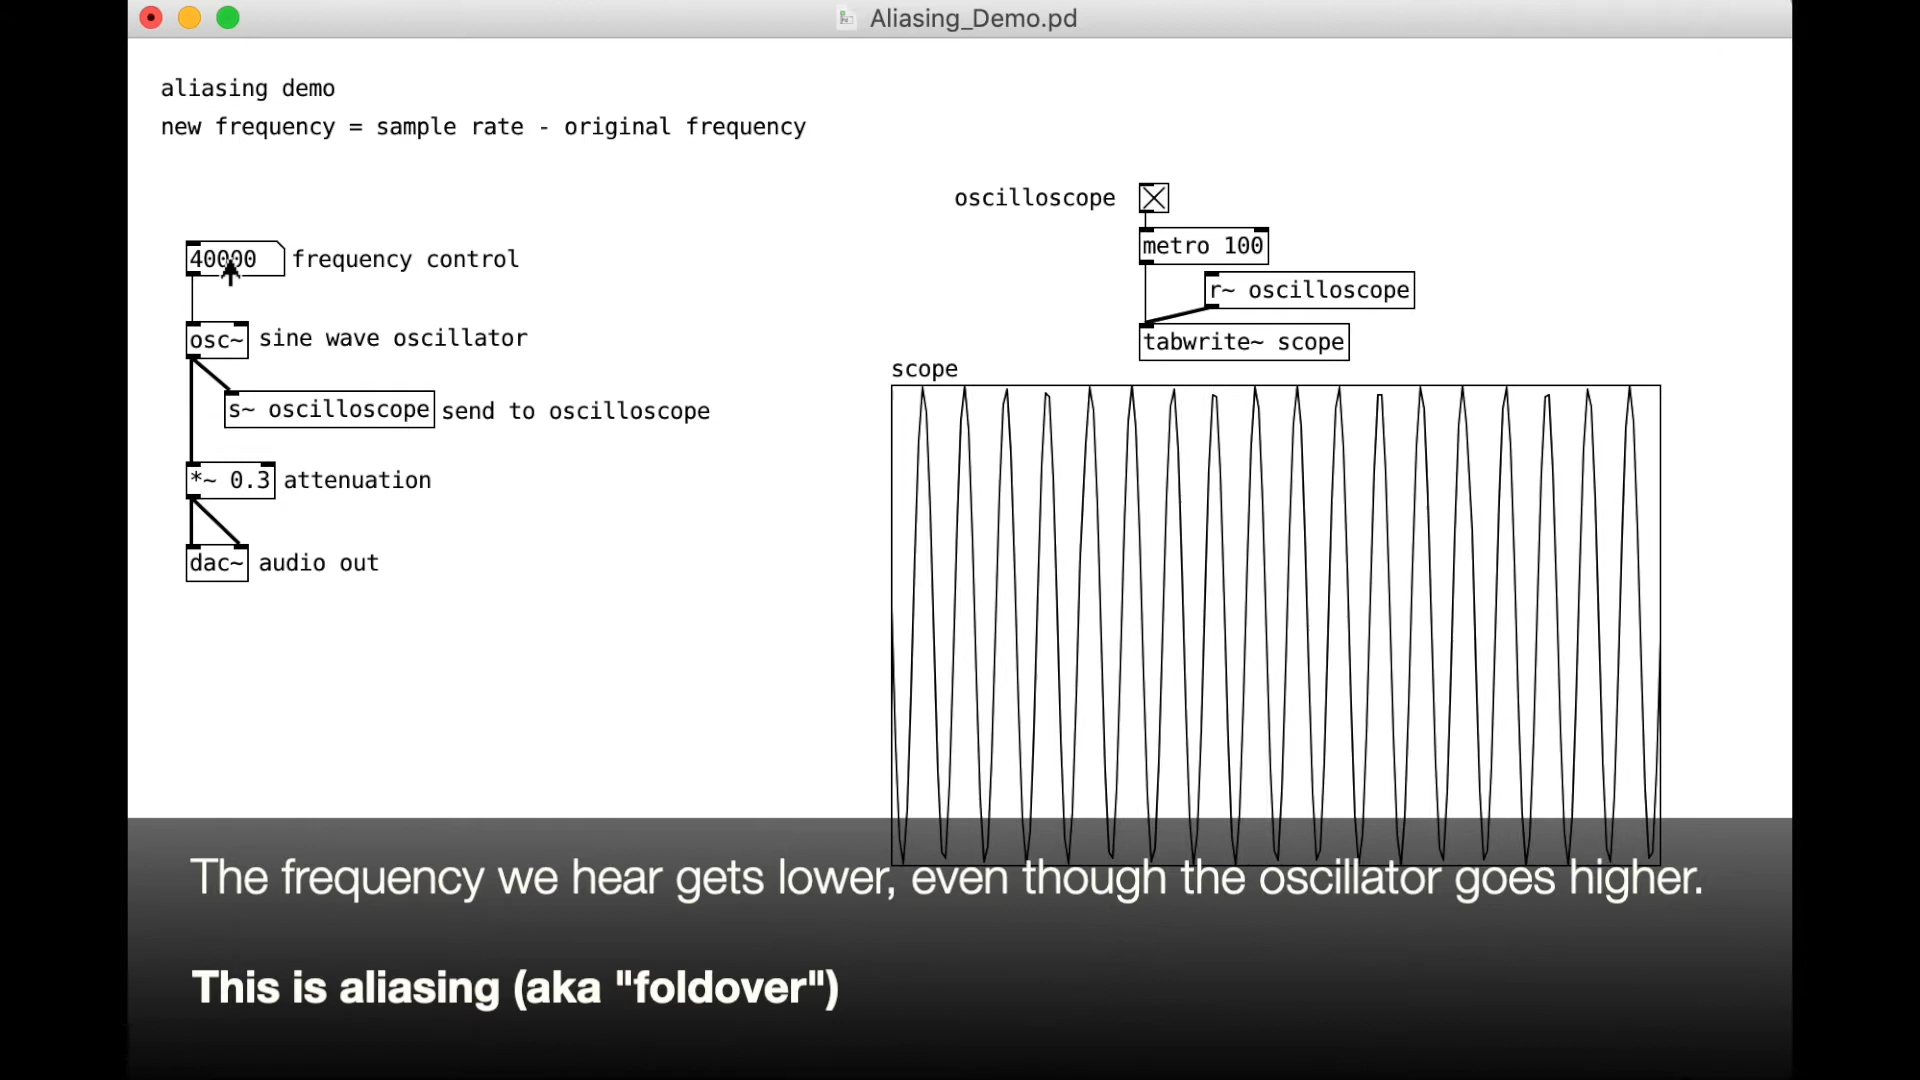 Aliasing_Demo.pd
aliasing demo
new frequency = sample rate - original frequency
oscilloscope
metro 100
40000 frequency control
r~ oscilloscope
osc~ sine wave oscillator
tabwrite~ scope
scope
s~ oscilloscope send to oscilloscope
*~ 0.3 attenuation
dac~ audio out
The frequency we hear gets lower, even though the oscillator goes higher.
This is aliasing (aka "foldover")